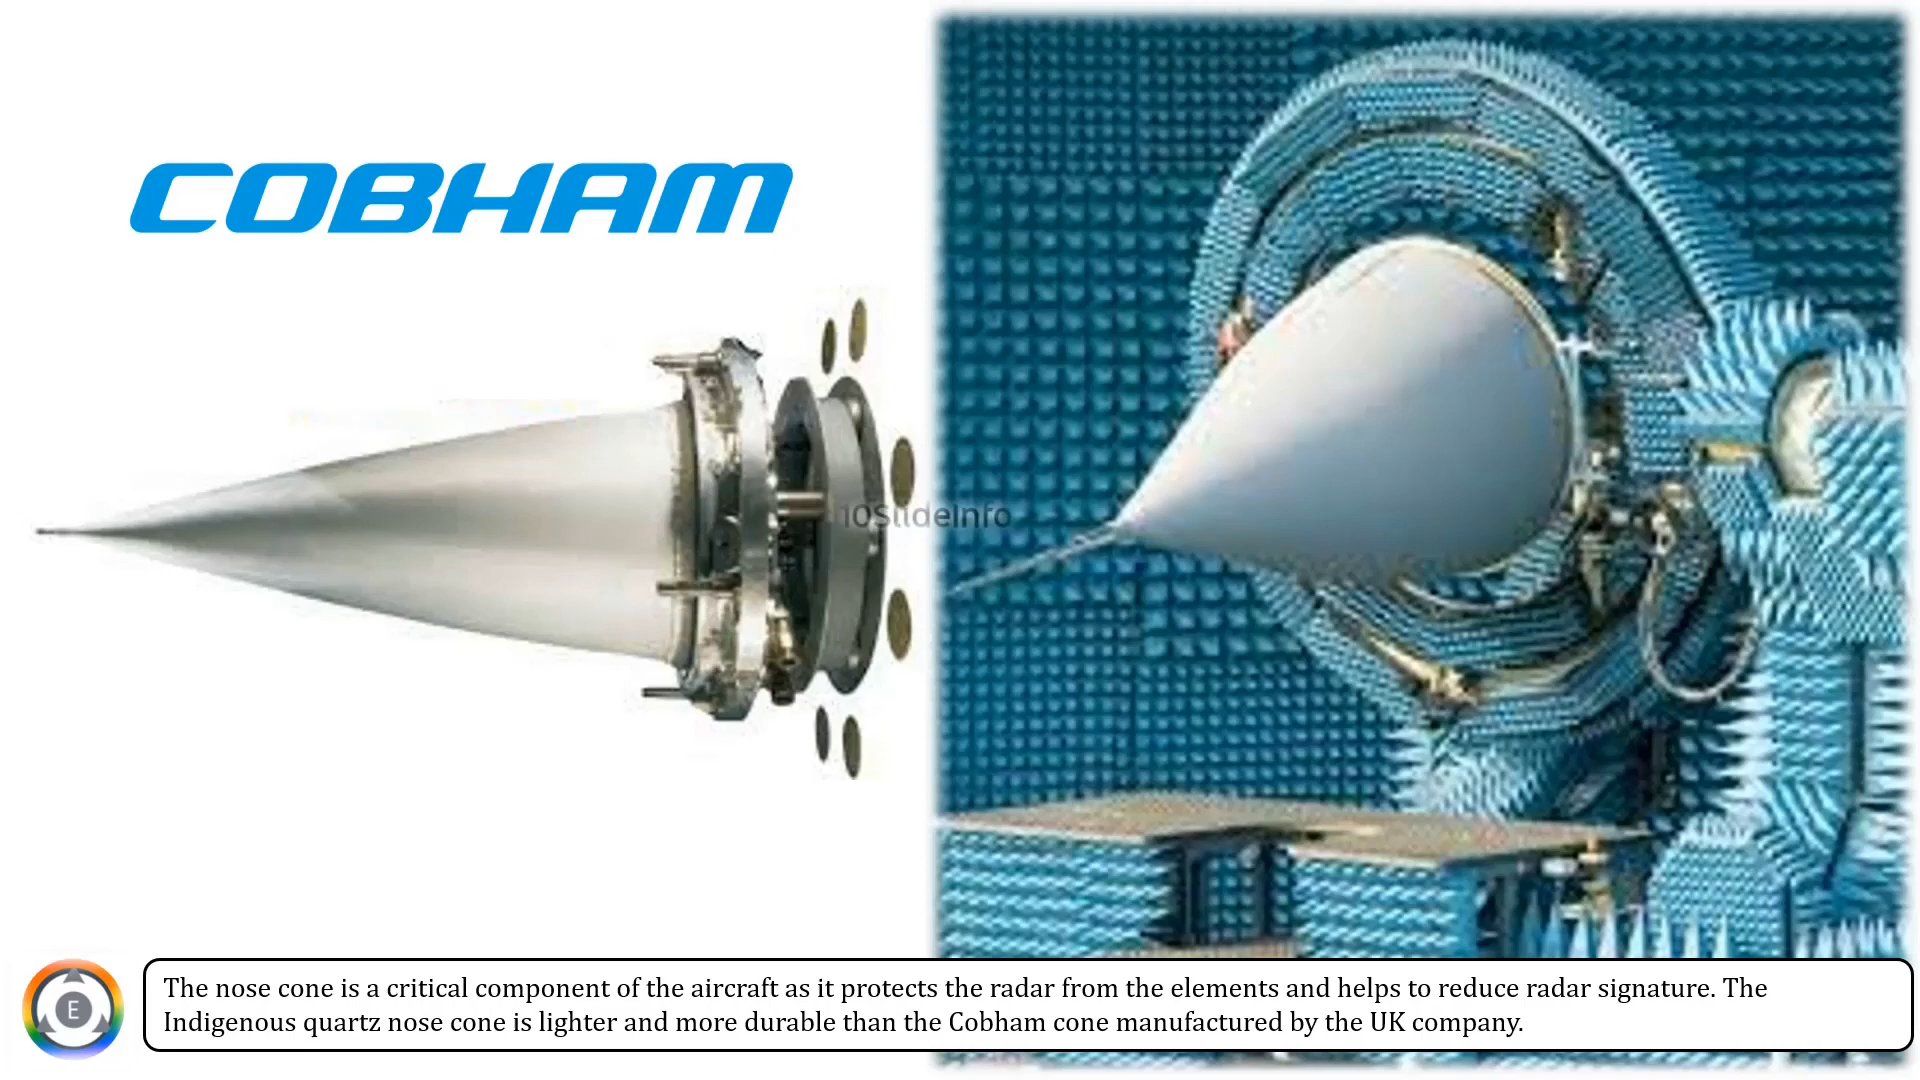 COBHAM
10SlideInfo
E
The nose cone is a critical component of the aircraft as it protects the radar from the elements and helps to reduce radar signature. The
Indigenous quartz nose cone is lighter and more durable than the Cobham cone manufactured by the UK company.